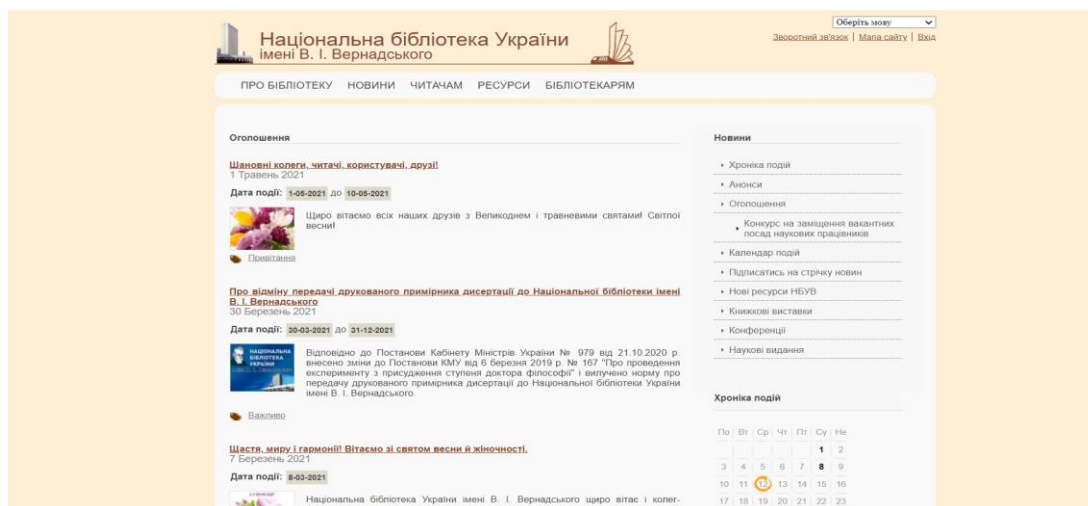 Оберіть мову
Національна бібліотека України
імені В. І. Вернадського
Зворотний зв'язок | Мапа сайту | Вхід
ПРО БІБЛІОТЕКУ НОВИНИ ЧИТАЧАМ РЕСУРСИ БІБЛІОТЕКАРЯМ
Оголошення
Шановні колеги, читачі, користувачі, друзі!
1 Травень 2021
Дата події: 1-05-2021 до 10-05-2021
Щиро вітаємо всіх наших друзів з Великоднем і травневими святами! Світлої
весни!
Привітання
Про відміну передачі друкованого примірника дисертації до Національної бібліотеки імені
В. І. Вернадського
30 Березень 2021
Дата події: 30-03-2021 до 31-12-2021
НАЦІОНАЛЬНА
БІБЛІОТЕКА
УКРАЇНИ
Відповідно до Постанови Кабінету Міністрів України № 979 від 21.10.2020 р.
внесено зміни до Постанови КМУ від 6 березня 2019 р. № 167 "Про проведення
експерименту з присудження ступеня доктора філософії" і вилучено норму про
передачу друкованого примірника дисертації до Національної бібліотеки України
імені В. І. Вернадського.
Важливо
Щастя, миру і гармонії! Вітаємо зі святом весни й жіночності.
7 Березень 2021
Дата події: 8-03-2021
Національна бібліотека України імені В. І. Вернадського щиро вітає і колег-
Новини
Хроніка подій
Анонси
Оголошення
Конкурс на заміщення вакантних
посад наукових працівників
Календар подій
Підписатись на стрічку новин
Нові ресурси НБУВ
Книжкові виставки
Конференції
Наукові видання
Хроніка подій
По Вт Ср Чт Пт Су Не
1 2
3 4 5 6 7 8 9
10 11 12 13 14 15 16
17 18 19 20 21 22 23